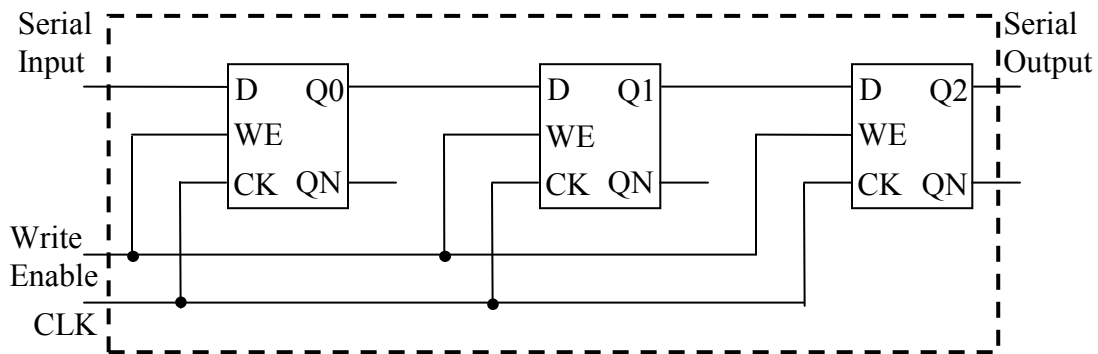 Serial
Input
D Q0
WE
CK QN
D Q1
WE
CK QN
D Q2
WE
CK QN
Serial
Output
Write
Enable
CLK